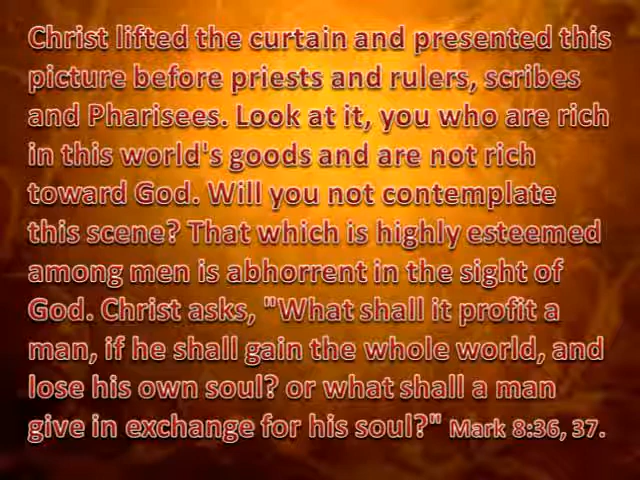 Christ lifted the curtain and presented this
picture before priests and rulers, scribes
and Pharisees. Look at it, you who are rich
in this world's goods and are not rich
toward God. Will you not contemplate
this scene? That which is highly esteemed
among men is abhorrent in the sight of
God. Christ asks, "What shall it profit a
man, if he shall gain the whole world, and
lose his own soul? or what shall a man
give in exchange for his soul?" Mark 8:36, 37.